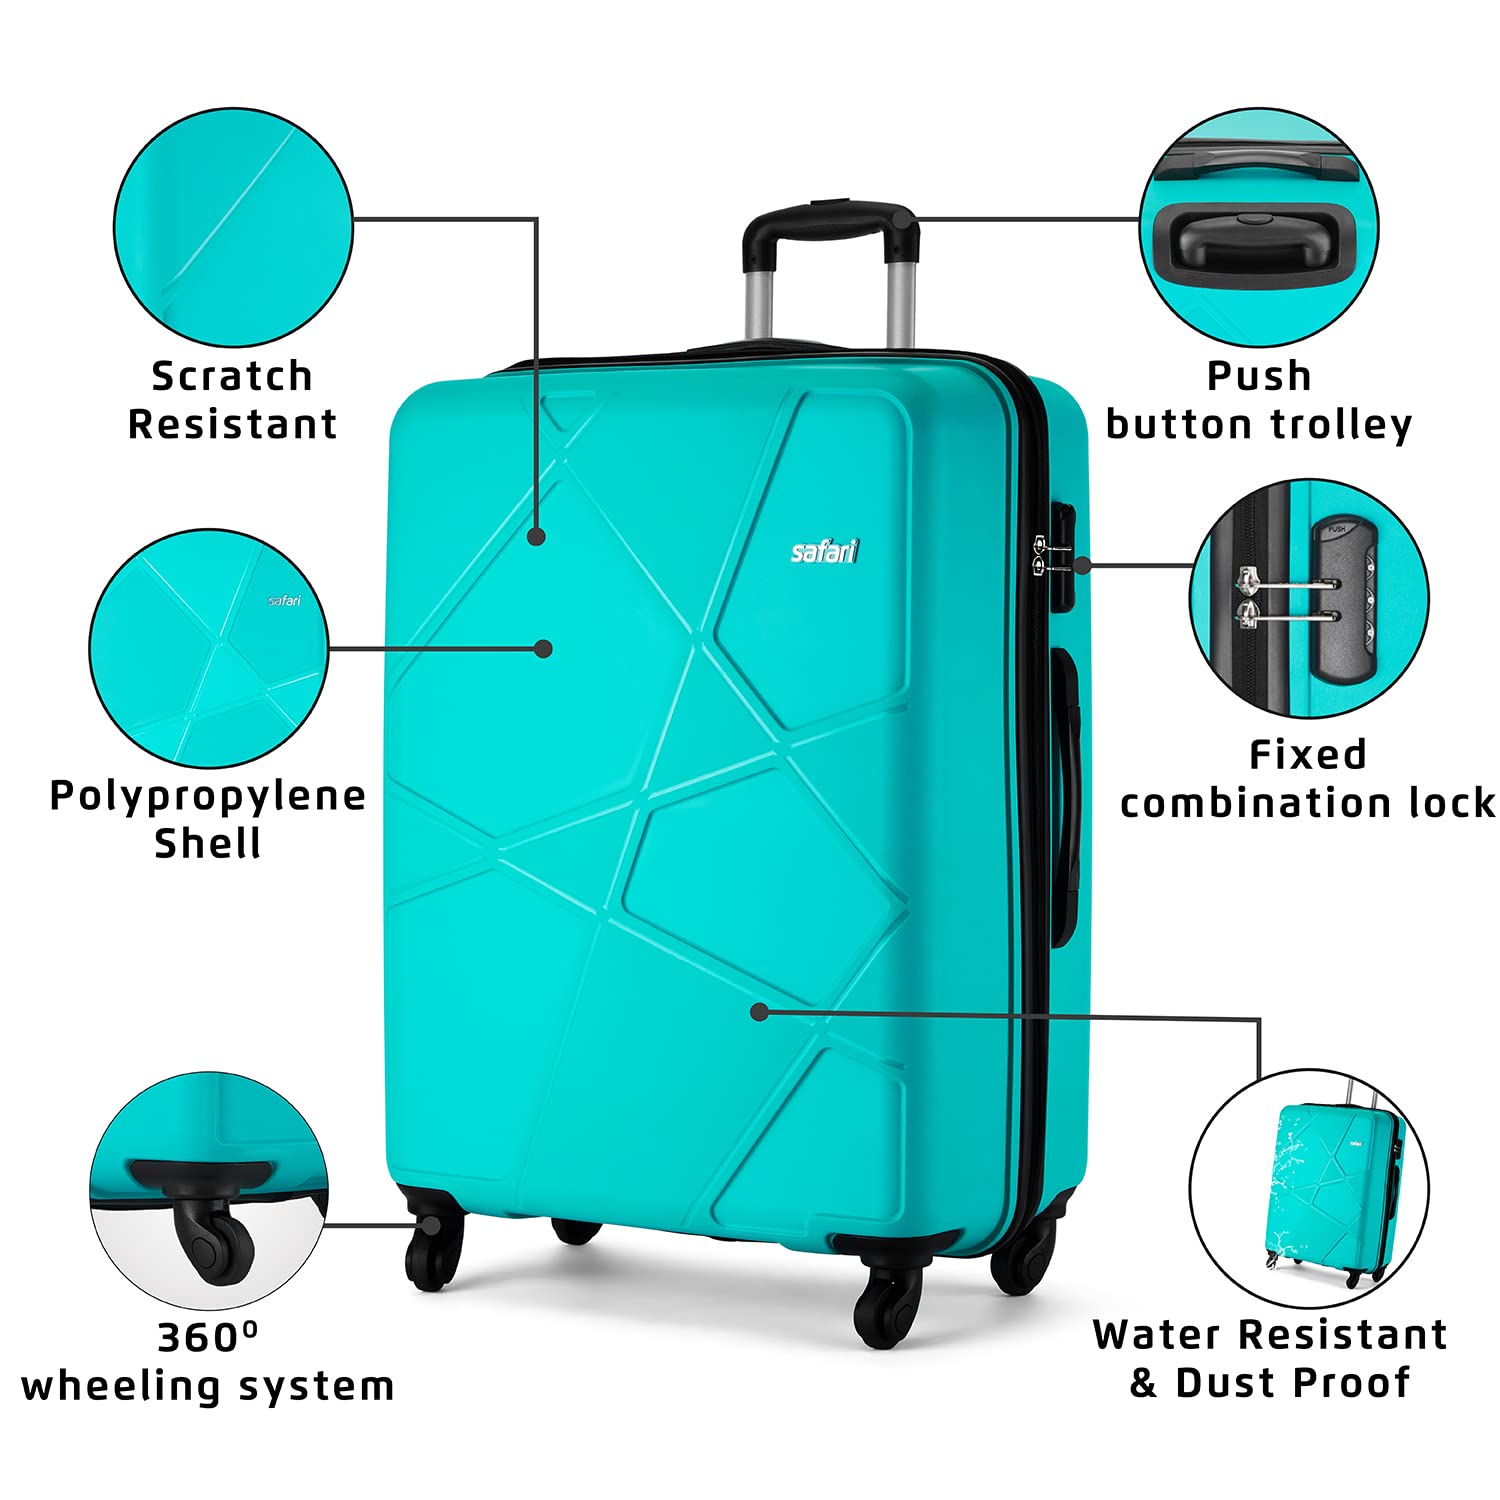 Scratch
Resistant
Push
button trolley
safari
PUSH
safari
Polypropylene
Shell
Fixed
combination lock
safari
360⁰
wheeling system
Water Resistant
& Dust Proof